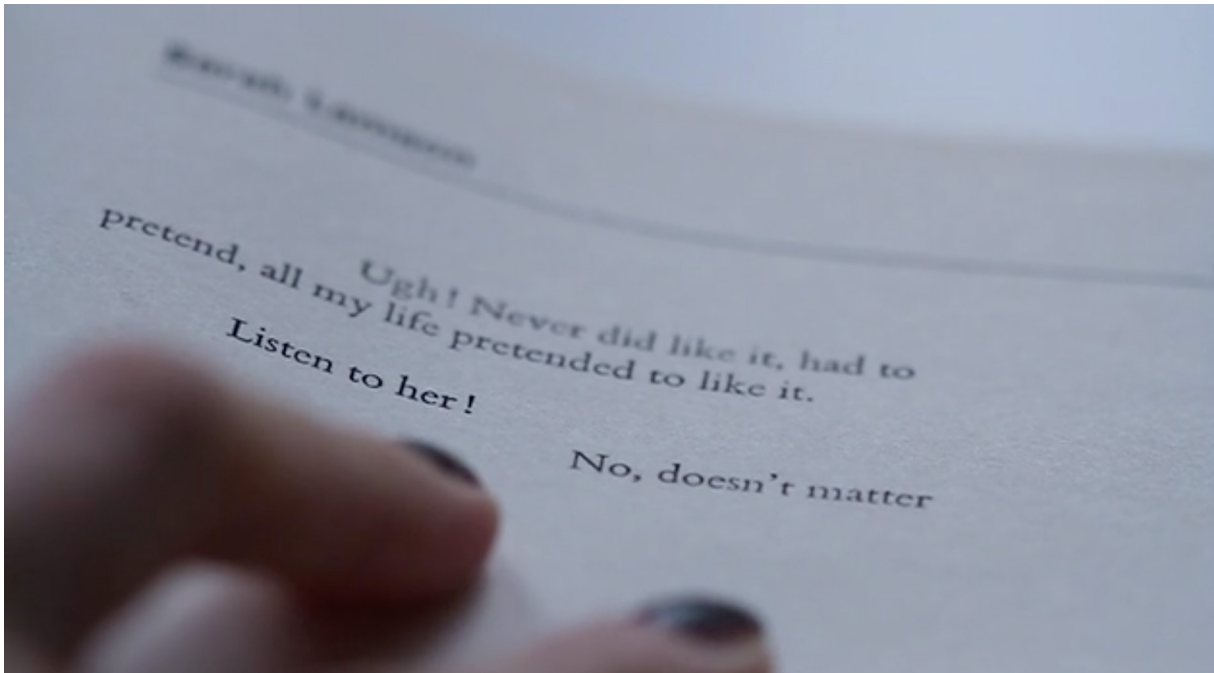 Ugh! Never did like it, had to
pretend, all my life pretended to like it.
Listen to her!
No, doesn't matter